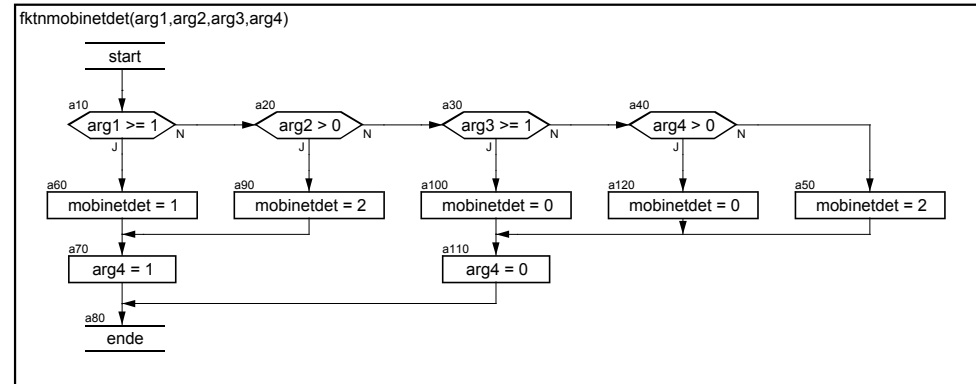 fktnmobinetdet(arg1,arg2,arg3,arg4)
start
a10
arg1 >= 1
N
J
a20
arg2 > 0
N
J
a30
arg3 >= 1
N
J
a40
arg4 > 0
N
J
a60
mobinetdet = 1
a90
mobinetdet = 2
a100
mobinetdet = 0
a120
mobinetdet = 0
a50
mobinetdet = 2
a70
arg4 = 1
a110
arg4 = 0
a80
ende